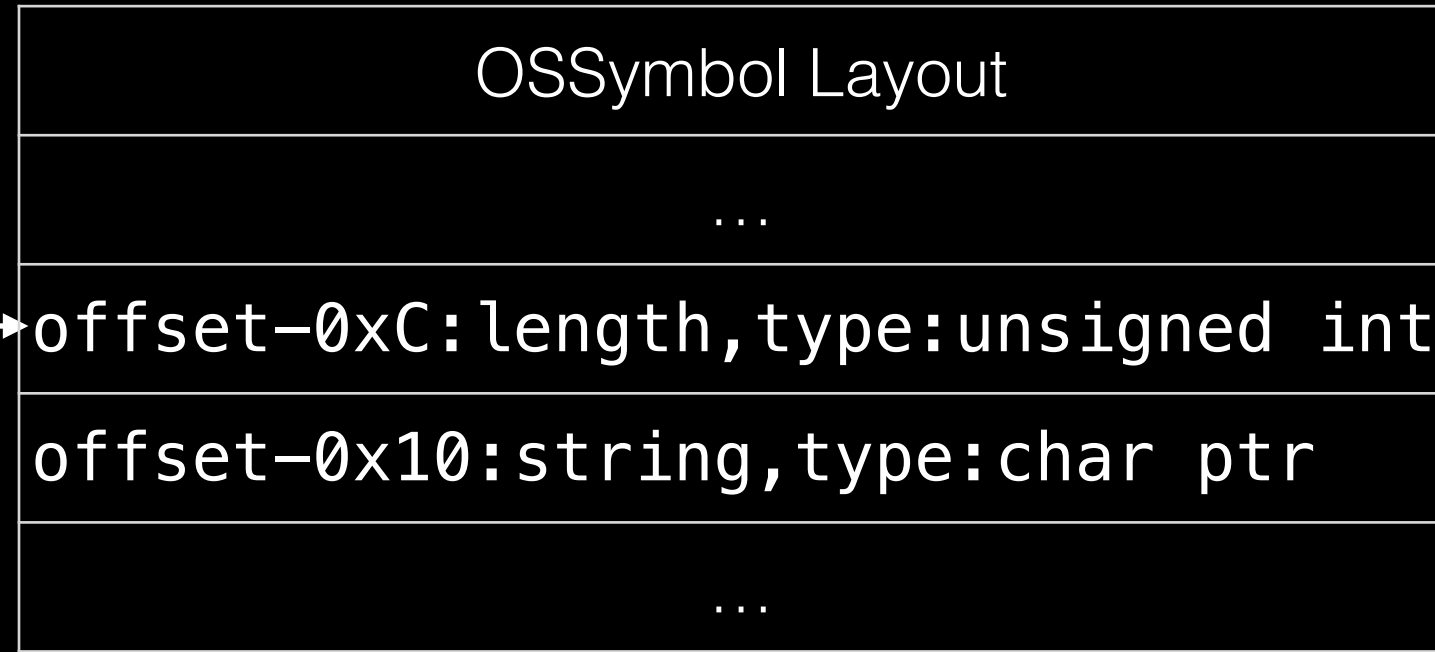 OSSymbol Layout
...
offset-0xC:length,type:unsigned int
offset-0x10:string,type:char ptr
...